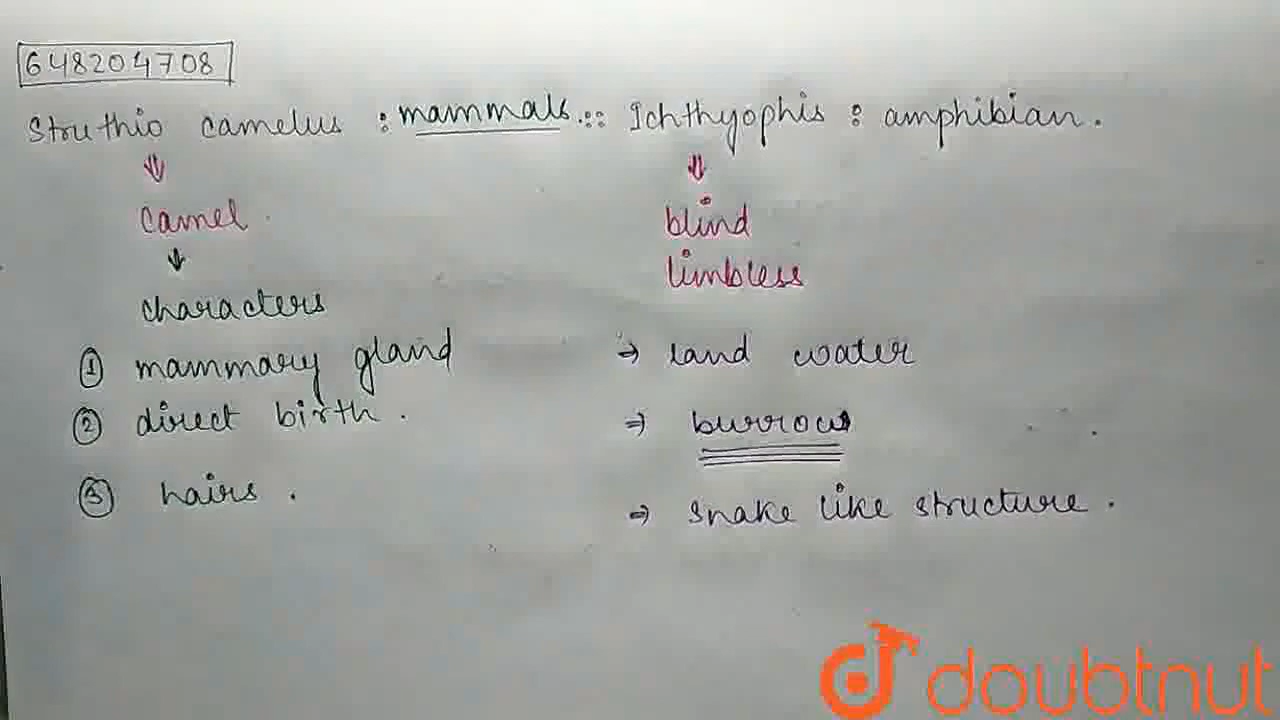 648204708
Struthio camelus : mammals :: Ichthyophis : amphibian.
⇓ ⇓
camel. blind
↓ limbless
characters
① mammary gland ⇒ land water
② direct birth. ⇒ burrows
③ hairs. ⇒ snake like structure.
doubtnut